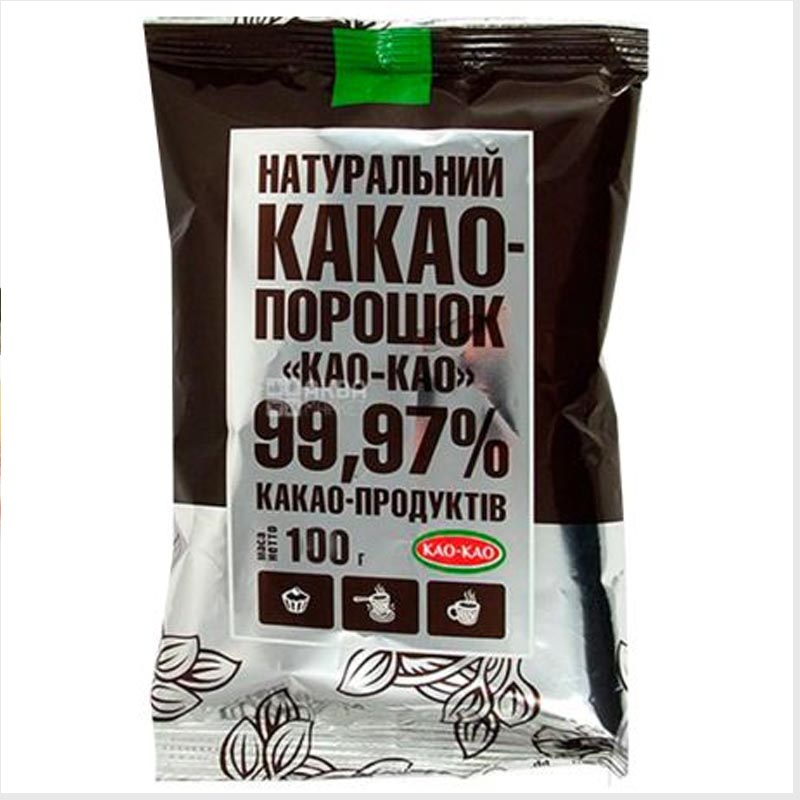 НАТУРАЛЬНИЙ
КАКАО-
ПОРОШОК
«КАО-КАО»
99,97%
КАКАО-ПРОДУКТІВ
маса
нетто
100 г
КАО-КАО